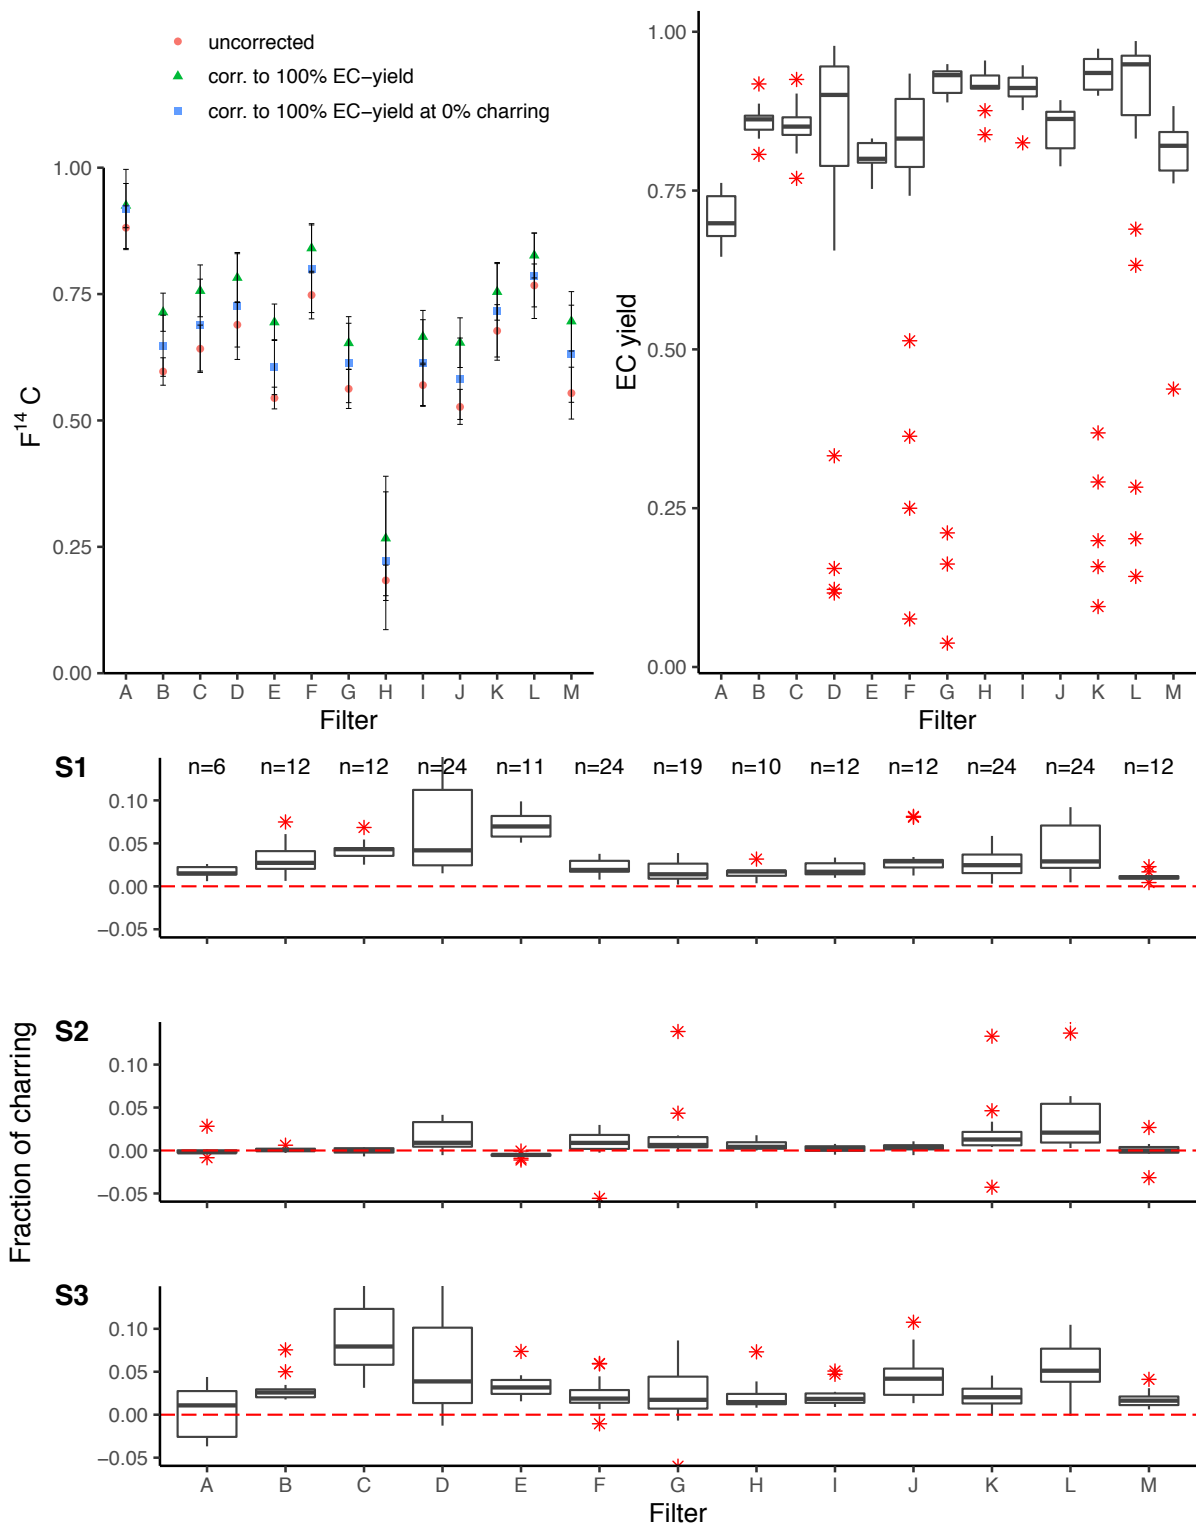 uncorrected
corr. to 100% EC−yield
corr. to 100% EC−yield at 0% charring
1.00
0.75
0.50
0.25
0.00
F¹⁴C
A B C D E F G H I J K L M
Filter
1.00
0.75
0.50
0.25
0.00
EC yield
A B C D E F G H I J K L M
Filter
S1
n=6 n=12 n=12 n=24 n=11 n=24 n=19 n=10 n=12 n=12 n=24 n=24 n=12
0.10
0.05
0.00
−0.05
S2
0.10
0.05
0.00
−0.05
Fraction of charring
S3
0.10
0.05
0.00
−0.05
A B C D E F G H I J K L M
Filter